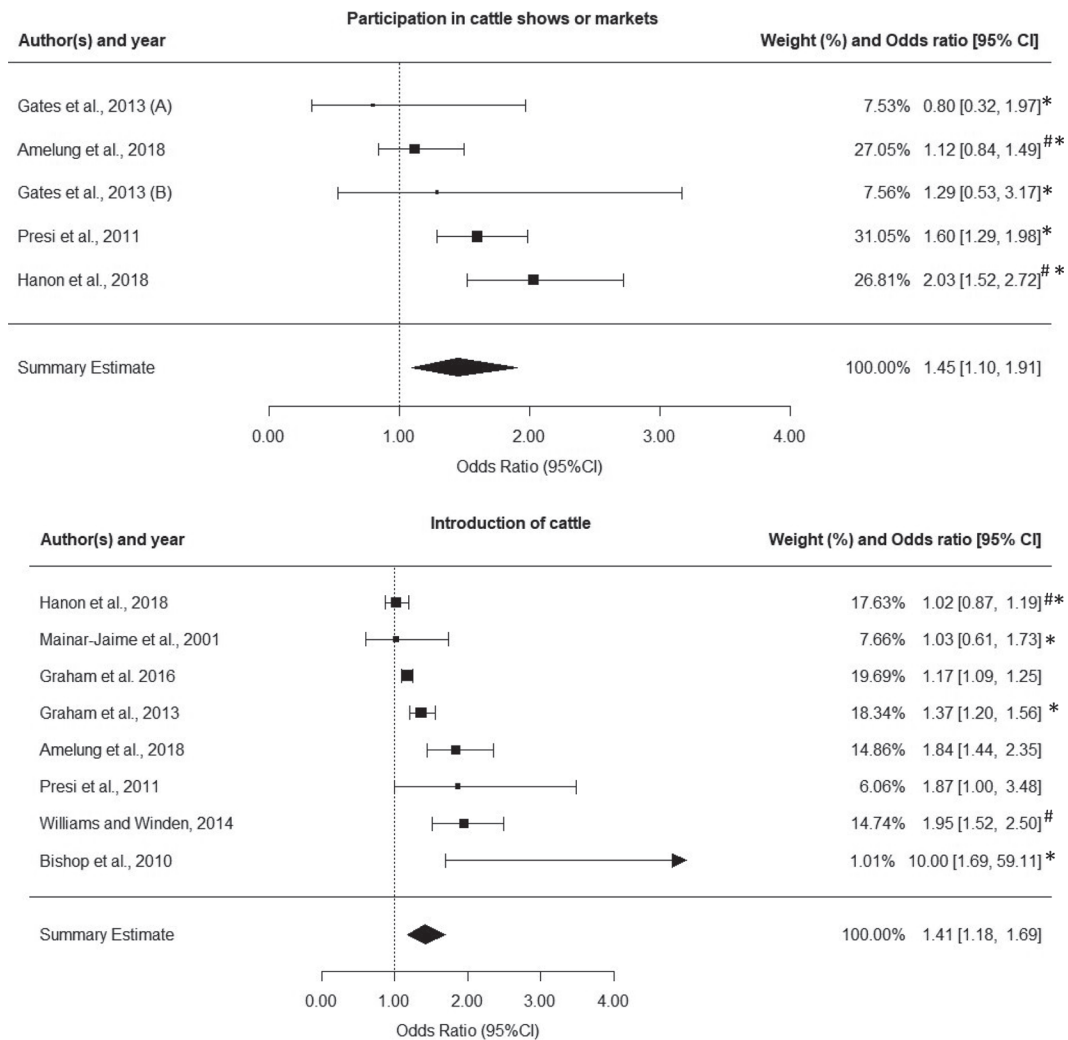 Participation in cattle shows or markets
Author(s) and year Weight (%) and Odds ratio [95% CI]
Gates et al., 2013 (A) 7.53% 0.80 [0.32, 1.97]*
Amelung et al., 2018 27.05% 1.12 [0.84, 1.49]#*
Gates et al., 2013 (B) 7.56% 1.29 [0.53, 3.17]*
Presi et al., 2011 31.05% 1.60 [1.29, 1.98]*
Hanon et al., 2018 26.81% 2.03 [1.52, 2.72]# *
Summary Estimate 100.00% 1.45 [1.10, 1.91]
0.00 1.00 2.00 3.00 4.00
Odds Ratio (95%CI)
Introduction of cattle
Author(s) and year Weight (%) and Odds ratio [95% CI]
Hanon et al., 2018 17.63% 1.02 [0.87, 1.19]#*
Mainar-Jaime et al., 2001 7.66% 1.03 [0.61, 1.73]*
Graham et al. 2016 19.69% 1.17 [1.09, 1.25]
Graham et al., 2013 18.34% 1.37 [1.20, 1.56]*
Amelung et al., 2018 14.86% 1.84 [1.44, 2.35]
Presi et al., 2011 6.06% 1.87 [1.00, 3.48]
Williams and Winden, 2014 14.74% 1.95 [1.52, 2.50]#
Bishop et al., 2010 1.01% 10.00 [1.69, 59.11]*
Summary Estimate 100.00% 1.41 [1.18, 1.69]
0.00 1.00 2.00 3.00 4.00
Odds Ratio (95%CI)